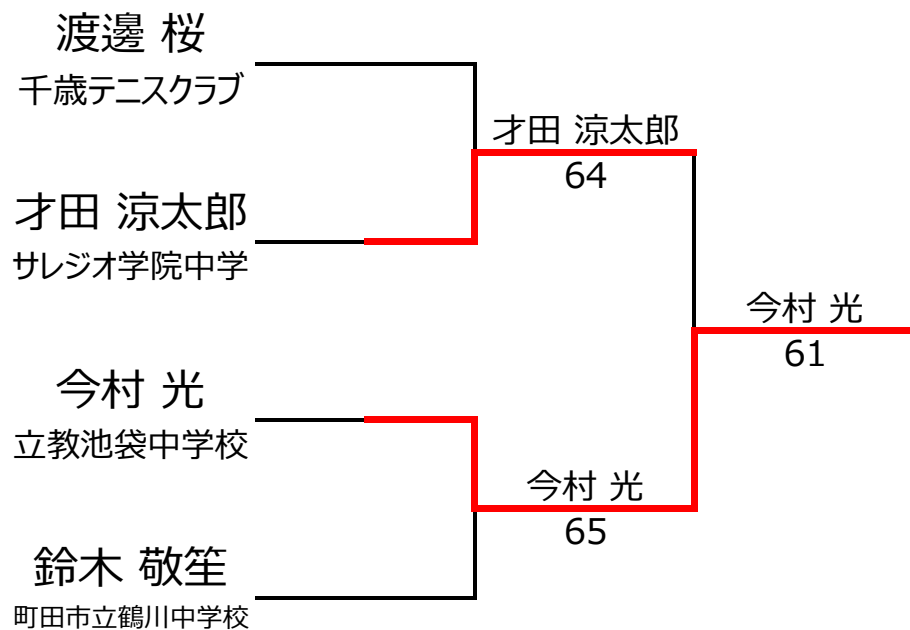 渡邊 桜
千歳テニスクラブ
才田 涼太郎
64
才田 涼太郎
サレジオ学院中学
今村 光
61
今村 光
立教池袋中学校
今村 光
65
鈴木 敬笙
町田市立鶴川中学校